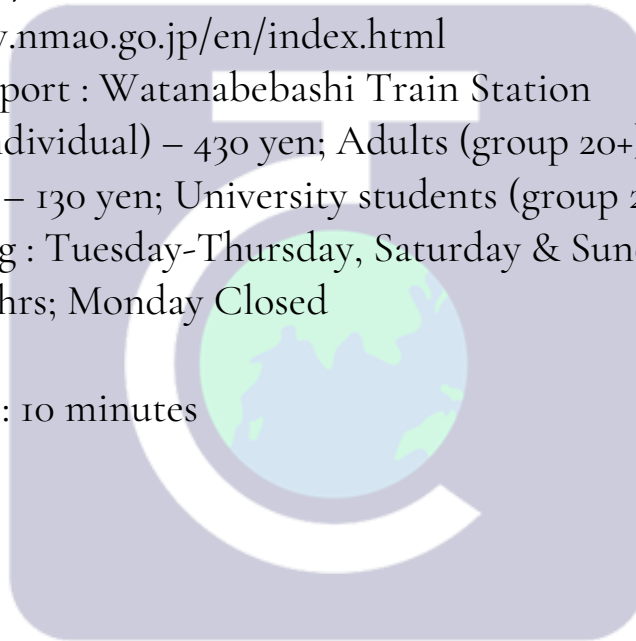 .nmao.go.jp/en/index.html
port : Watanabebashi Train Station
dividual) – 430 yen; Adults (group 20+
– 130 yen; University students (group 2
g : Tuesday-Thursday, Saturday & Sun
hrs; Monday Closed
: 10 minutes